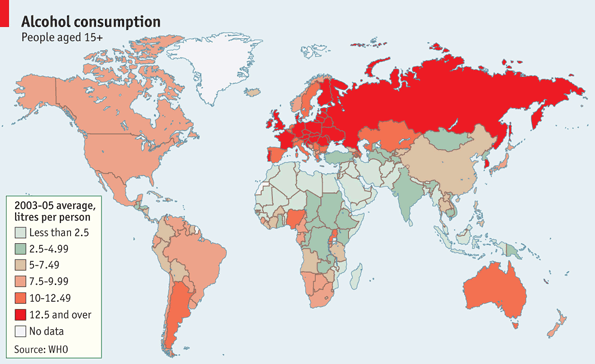 Alcohol consumption
People aged 15+
2003-05 average,
litres per person
Less than 2.5
2.5-4.99
5-7.49
7.5-9.99
10-12.49
12.5 and over
No data
Source: WHO